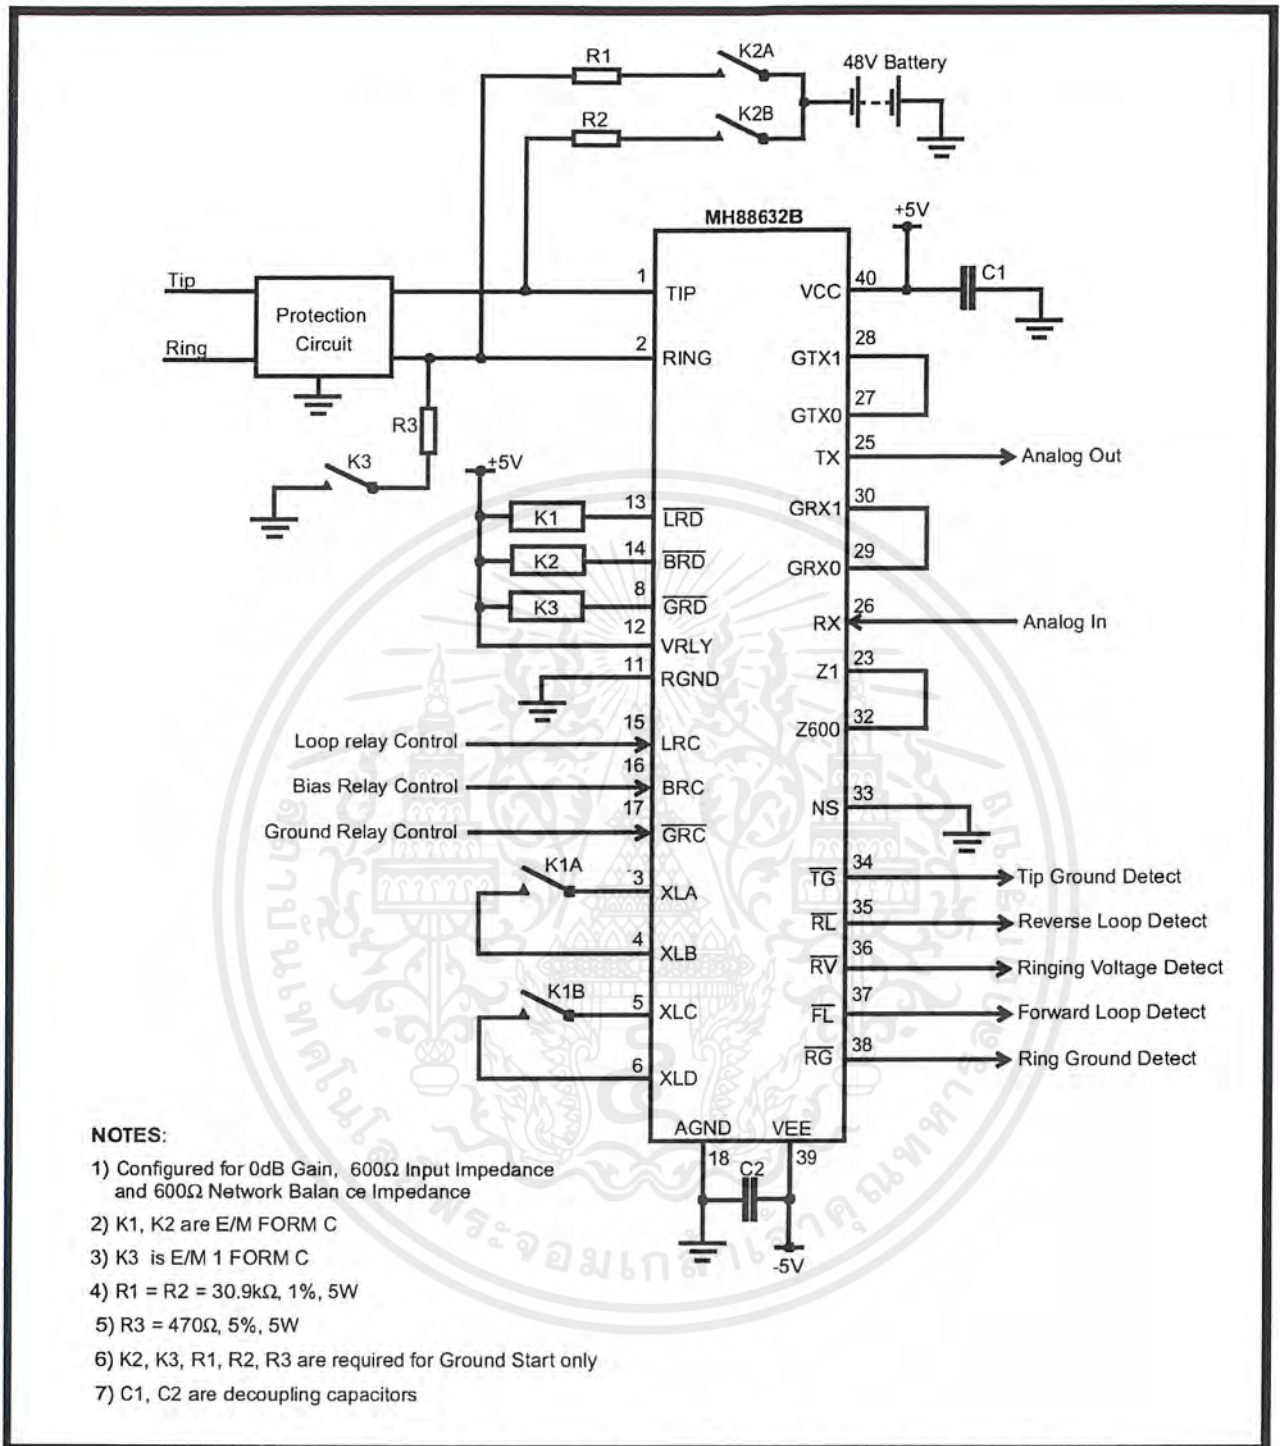 R1
K2A
48V Battery
R2
K2B
MH88632B
+5V
Tip
1
TIP
VCC
40
C1
Protection
Circuit
Ring
2
RING
28
GTX1
27
GTX0
R3
25
TX
Analog Out
K3
+5V
30
GRX1
K1
13
LRD
29
GRX0
K2
14
BRD
K3
8
GRD
26
RX
Analog In
12
VRLY
23
Z1
11
RGND
32
Z600
Loop relay Control
15
LRC
Bias Relay Control
16
BRC
33
NS
Ground Relay Control
17
GRC
34
TG
Tip Ground Detect
K1A
3
XLA
35
RL
Reverse Loop Detect
4
XLB
36
RV
Ringing Voltage Detect
K1B
5
XLC
37
FL
Forward Loop Detect
6
XLD
38
RG
Ring Ground Detect
AGND
VEE
18
C2
39
-5V
NOTES:
1) Configured for 0dB Gain, 600Ω Input Impedance
and 600Ω Network Balan ce Impedance
2) K1, K2 are E/M FORM C
3) K3 is E/M 1 FORM C
4) R1 = R2 = 30.9kΩ, 1%, 5W
5) R3 = 470Ω, 5%, 5W
6) K2, K3, R1, R2, R3 are required for Ground Start only
7) C1, C2 are decoupling capacitors